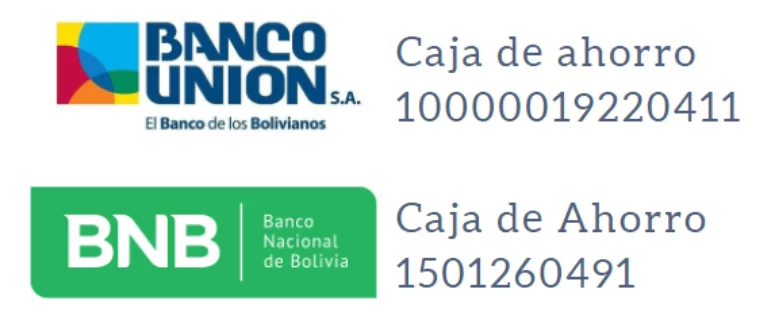 BANCO
UNION S.A.
El Banco de los Bolivianos
Caja de ahorro
10000019220411
BNB
Banco
Nacional
de Bolivia
Caja de Ahorro
1501260491